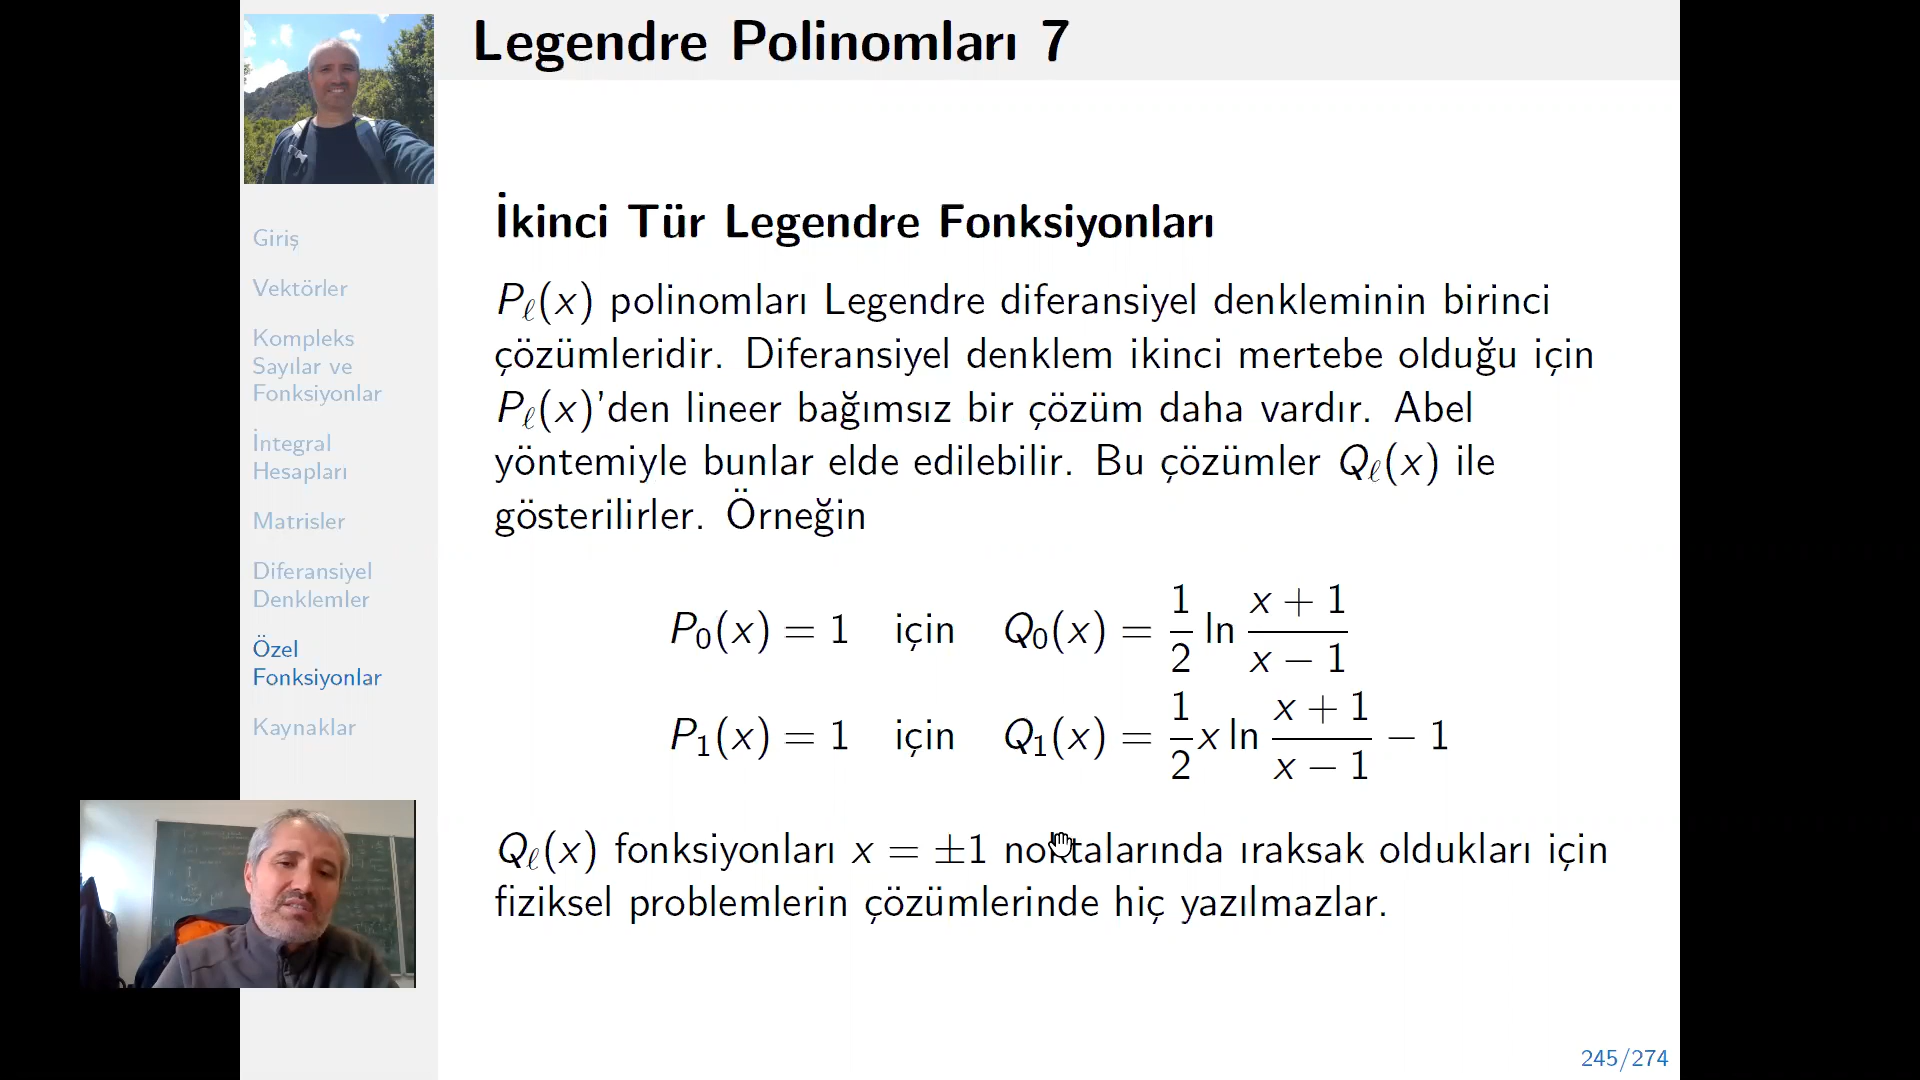 Legendre Polinomları 7
Giriş
Vektörler
Kompleks
Sayılar ve
Fonksiyonlar
İntegral
Hesapları
Matrisler
Diferansiyel
Denklemler
Özel
Fonksiyonlar
Kaynaklar
İkinci Tür Legendre Fonksiyonları
Pℓ(x) polinomları Legendre diferansiyel denkleminin birinci
çözümleridir. Diferansiyel denklem ikinci mertebe olduğu için
Pℓ(x)'den lineer bağımsız bir çözüm daha vardır. Abel
yöntemiyle bunlar elde edilebilir. Bu çözümler Qℓ(x) ile
gösterilirler. Örneğin
P₀(x) = 1 için Q₀(x) = 1/2 ln (x + 1)/(x − 1)
P₁(x) = 1 için Q₁(x) = 1/2 x ln (x + 1)/(x − 1) − 1
Qℓ(x) fonksiyonları x = ±1 noktalarında ıraksak oldukları için
fiziksel problemlerin çözümlerinde hiç yazılmazlar.
245/274